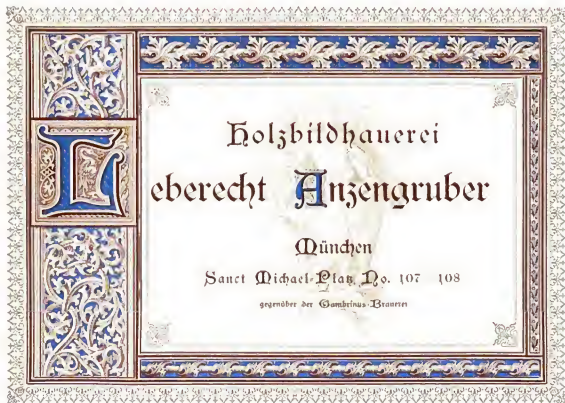 Holzbildhauerei
Leberecht Anzengruber
München
Sanct Michael-Platz No. 107 108
gegenüber der Gambrinus-Brauerei